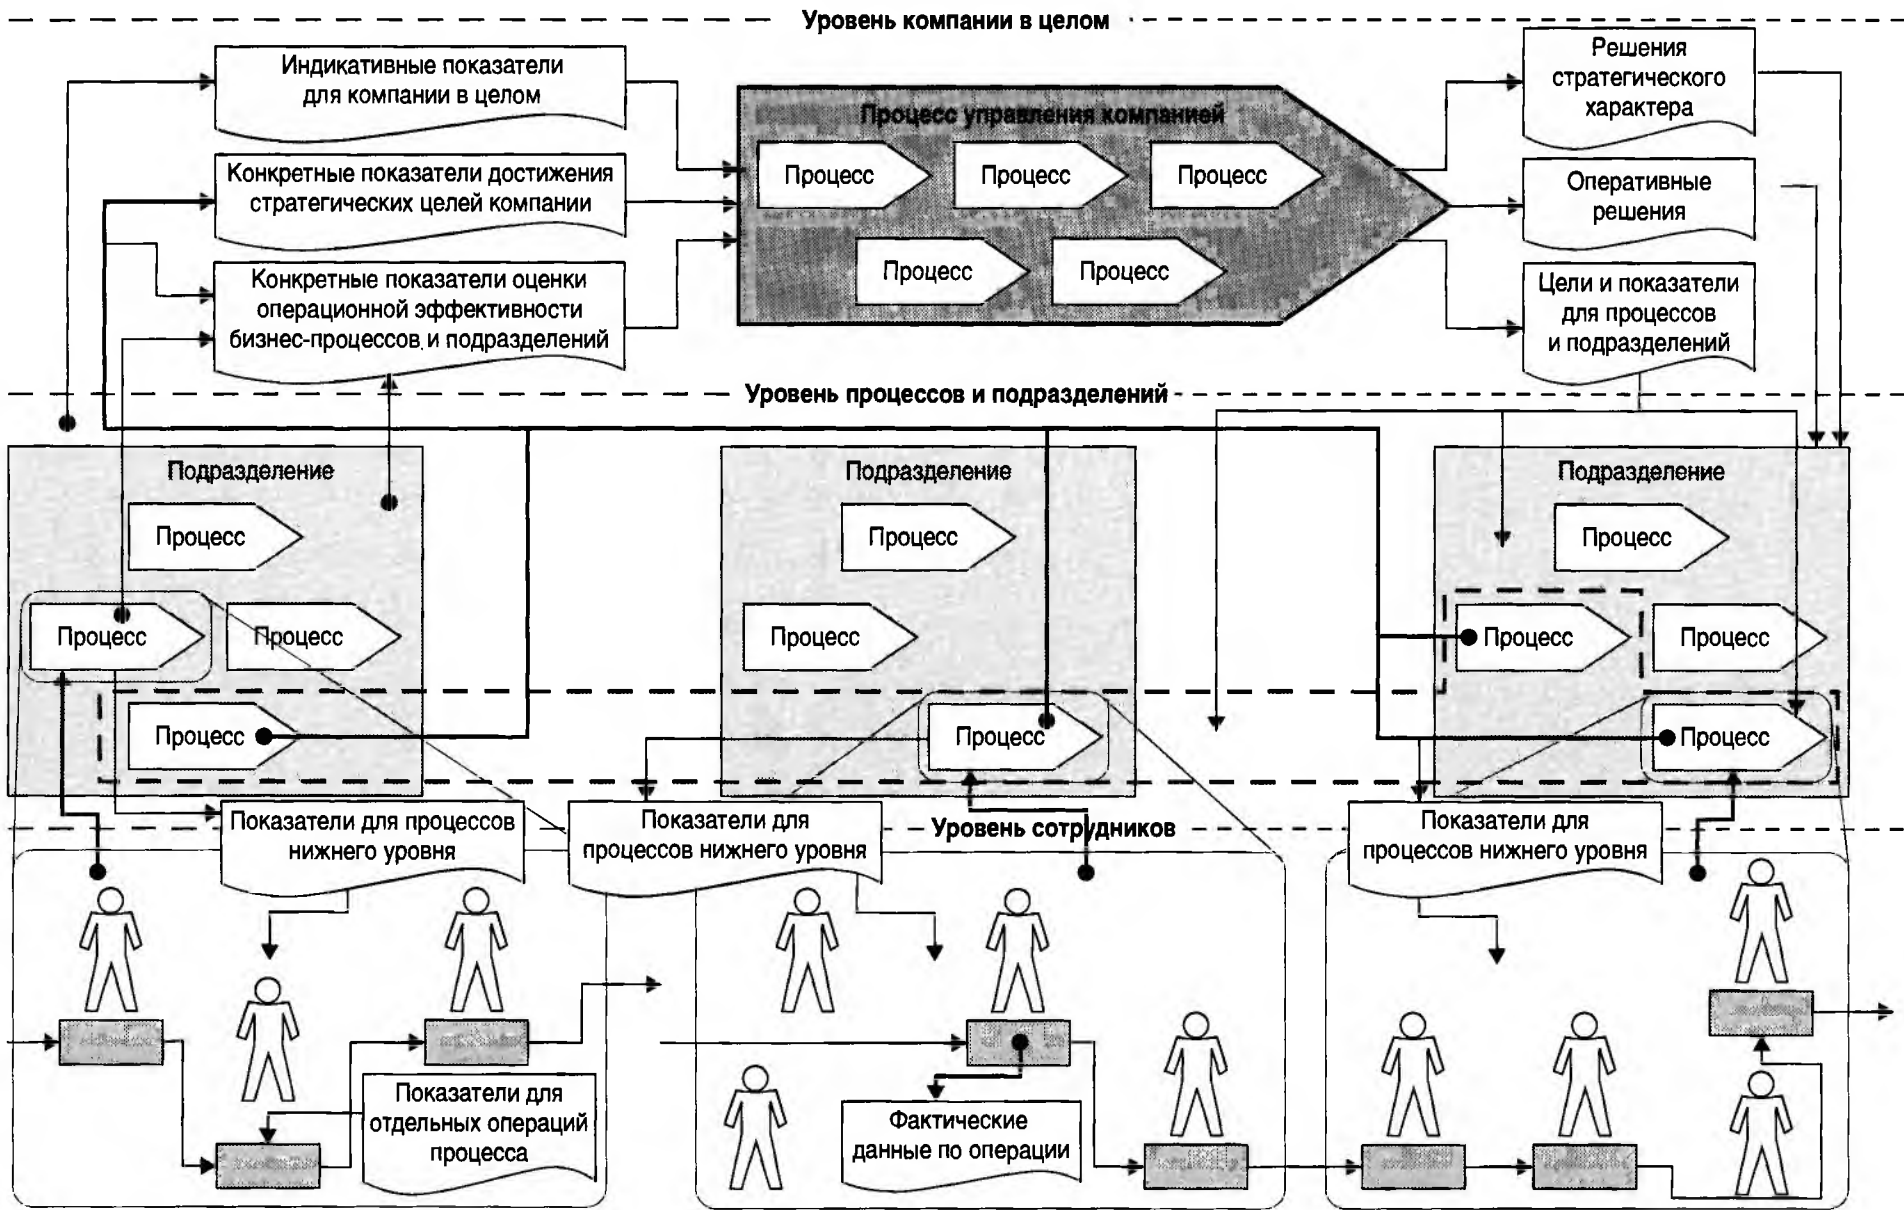 Уровень компании в целом
Индикативные показатели
для компании в целом
Конкретные показатели достижения
стратегических целей компании
Конкретные показатели оценки
операционной эффективности
бизнес-процессов и подразделений
Процесс управления компанией
Процесс
Процесс
Процесс
Процесс
Процесс
Решения
стратегического
характера
Оперативные
решения
Цели и показатели
для процессов
и подразделений
Уровень процессов и подразделений
Подразделение
Процесс
Процесс
Процесс
Процесс
Подразделение
Процесс
Процесс
Процесс
Подразделение
Процесс
Процесс
Процесс
Процесс
Уровень сотрудников
Показатели для процессов
нижнего уровня
Показатели для
процессов нижнего уровня
Показатели для
процессов нижнего уровня
Показатели для
отдельных операций
процесса
Фактические
данные по операции